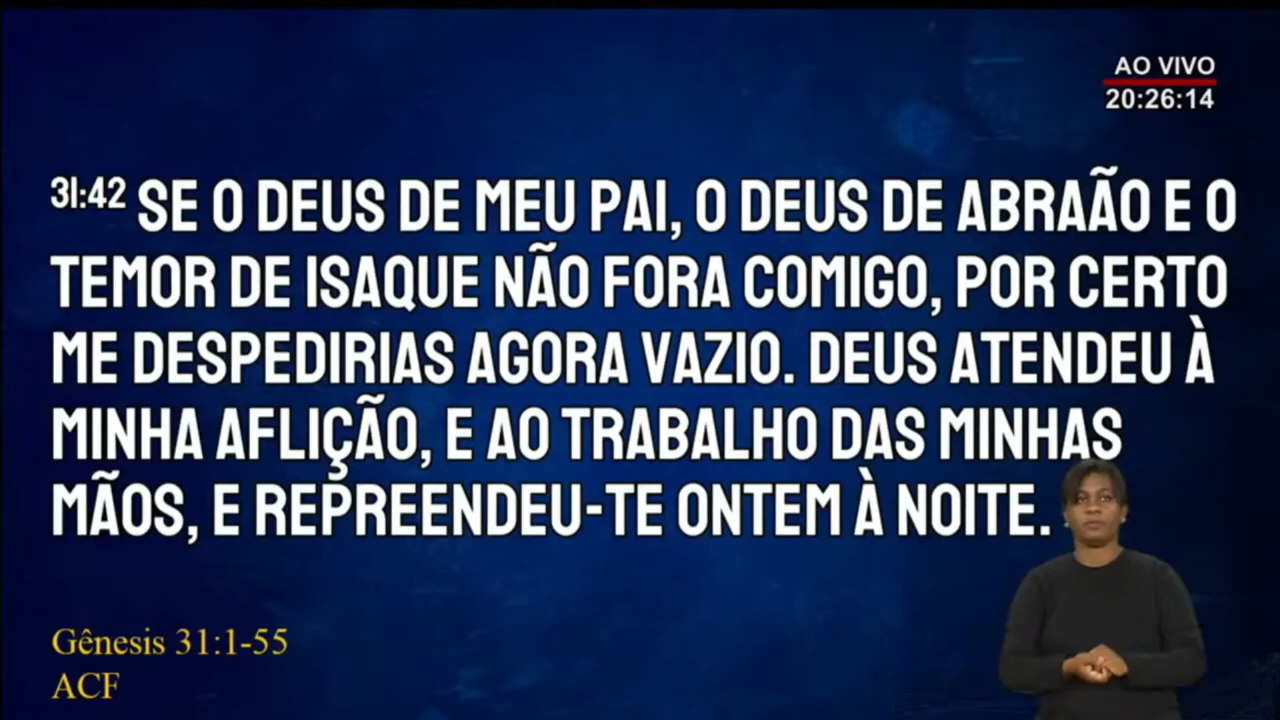 AO VIVO
20:26:14
31:42 SE O DEUS DE MEU PAI, O DEUS DE ABRAÃO E O
TEMOR DE ISAQUE NÃO FORA COMIGO, POR CERTO
ME DESPEDIRIAS AGORA VAZIO. DEUS ATENDEU À
MINHA AFLIÇÃO, E AO TRABALHO DAS MINHAS
MÃOS, E REPREENDEU-TE ONTEM À NOITE.
Gênesis 31:1-55
ACF